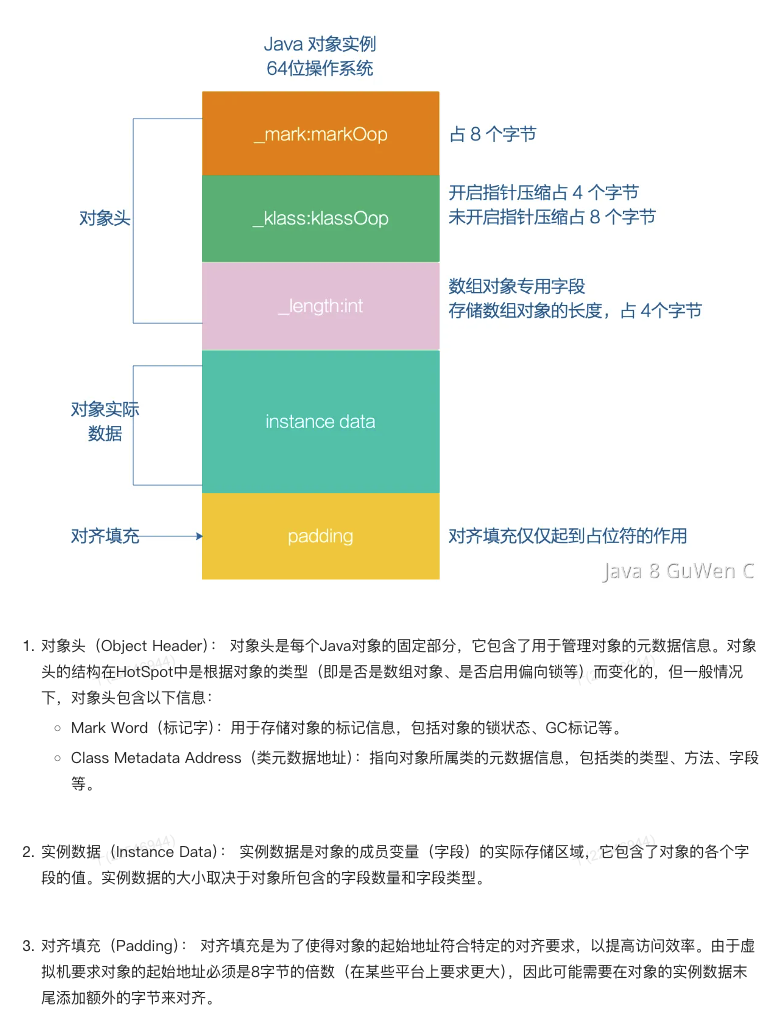 Java 对象实例
64位操作系统
_mark:markOop
占 8 个字节
对象头
_klass:klassOop
开启指针压缩占 4 个字节
未开启指针压缩占 8 个字节
_length:int
数组对象专用字段
存储数组对象的长度，占 4个字节
对象实际
数据
instance data
对齐填充
padding
对齐填充仅仅起到占位符的作用
Java 8 GuWen C
1. 对象头（Object Header）： 对象头是每个Java对象的固定部分，它包含了用于管理对象的元数据信息。对象
头的结构在HotSpot中是根据对象的类型（即是否是数组对象、是否启用偏向锁等）而变化的，但一般情况
下，对象头包含以下信息：
○ Mark Word（标记字）：用于存储对象的标记信息，包括对象的锁状态、GC标记等。
○ Class Metadata Address（类元数据地址）：指向对象所属类的元数据信息，包括类的类型、方法、字段
等。
2. 实例数据（Instance Data）： 实例数据是对象的成员变量（字段）的实际存储区域，它包含了对象的各个字
段的值。实例数据的大小取决于对象所包含的字段数量和字段类型。
3. 对齐填充（Padding）： 对齐填充是为了使得对象的起始地址符合特定的对齐要求，以提高访问效率。由于虚
拟机要求对象的起始地址必须是8字节的倍数（在某些平台上要求更大），因此可能需要在对象的实例数据末
尾添加额外的字节来对齐。